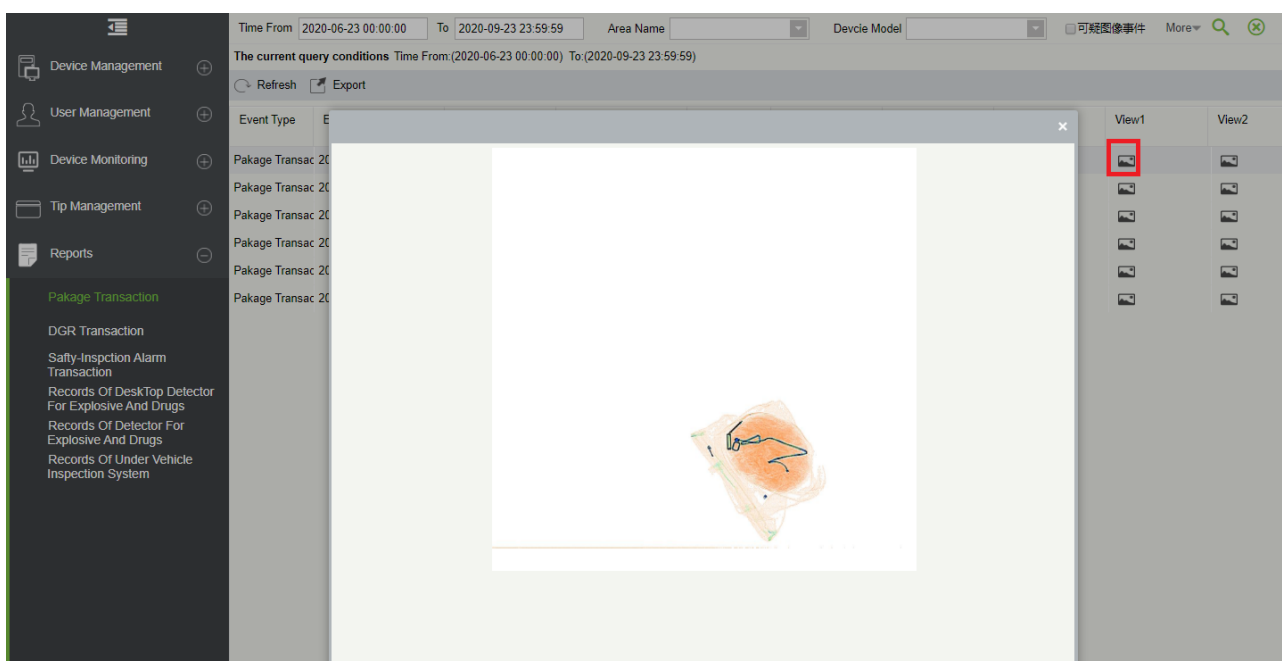 Time From 2020-06-23 00:00:00 To 2020-09-23 23:59:59 Area Name Devcie Model 可疑图像事件 More
The current query conditions Time From:(2020-06-23 00:00:00) To:(2020-09-23 23:59:59)
Refresh Export
Device Management
User Management
Device Monitoring
Tip Management
Reports
Pakage Transaction
DGR Transaction
Safty-Inspction Alarm
Transaction
Records Of DeskTop Detector
For Explosive And Drugs
Records Of Detector For
Explosive And Drugs
Records Of Under Vehicle
Inspection System
Event Type E View1 View2
Pakage Transac 20
Pakage Transac 20
Pakage Transac 20
Pakage Transac 20
Pakage Transac 20
Pakage Transac 20